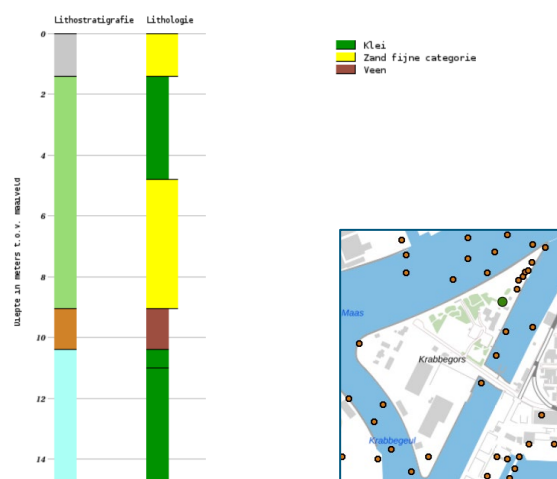 Lithostratigrafie Lithologie
0
2
4
6
8
10
12
14
Diepte in meters t.o.v. maaiveld
Klei
Zand fijne categorie
Veen
Maas
Krabbegors
Krabbegeul